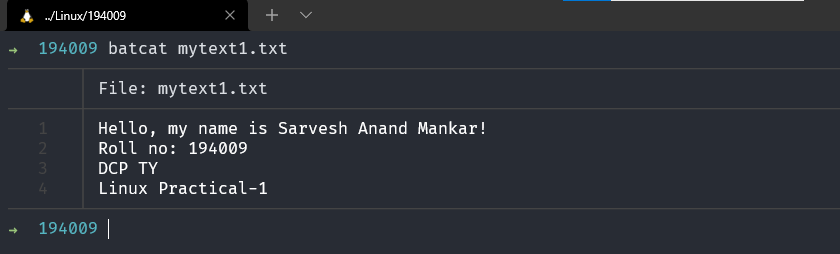 ../Linux/194009
→ 194009 batcat mytext1.txt
File: mytext1.txt
1 Hello, my name is Sarvesh Anand Mankar!
2 Roll no: 194009
3 DCP TY
4 Linux Practical-1
→ 194009